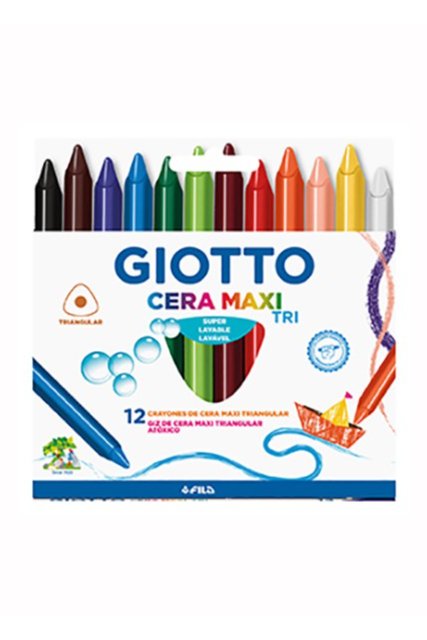 GIOTTO
CERA MAXI
TRI
TRIANGULAR
SUPER
LAVABLE
LAVÁVEL
12 CRAYONES DE CERA MAXI TRIANGULAR
GIZ DE CERA MAXI TRIANGULAR
ATÓXICO
FILA